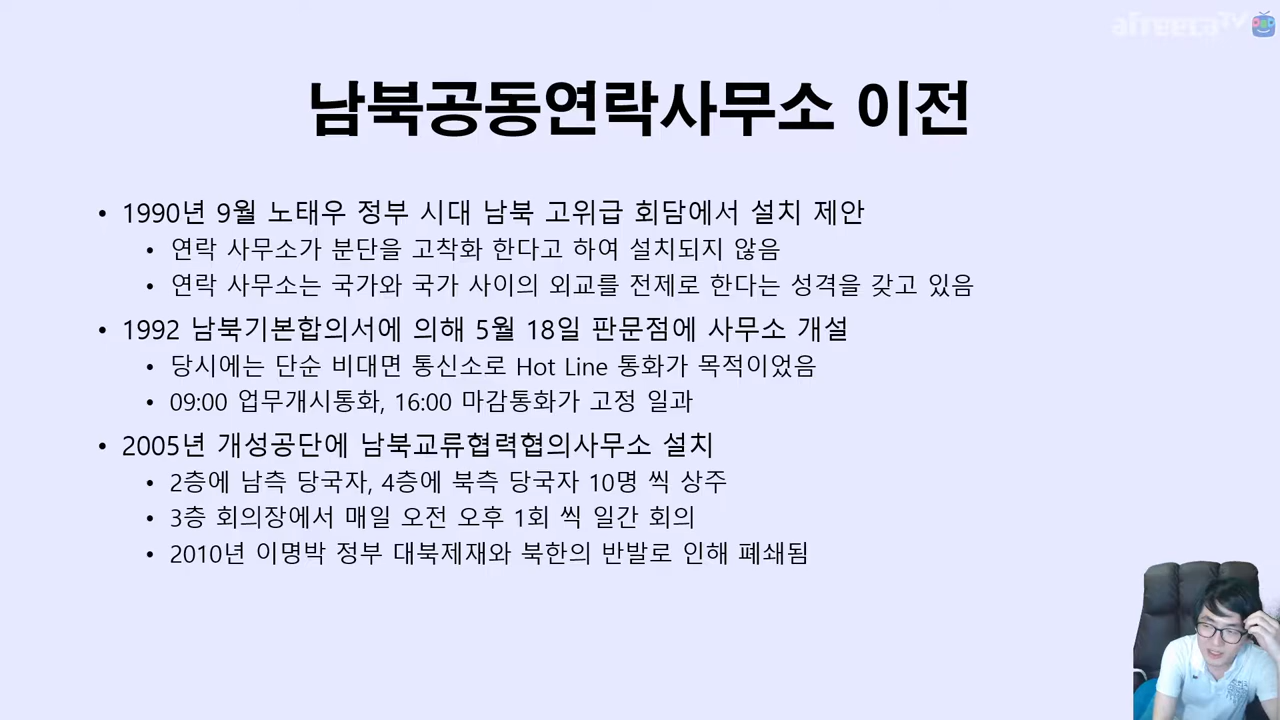 afreecaTV
남북공동연락사무소 이전
• 1990년 9월 노태우 정부 시대 남북 고위급 회담에서 설치 제안
• 연락 사무소가 분단을 고착화 한다고 하여 설치되지 않음
• 연락 사무소는 국가와 국가 사이의 외교를 전제로 한다는 성격을 갖고 있음
• 1992 남북기본합의서에 의해 5월 18일 판문점에 사무소 개설
• 당시에는 단순 비대면 통신소로 Hot Line 통화가 목적이었음
• 09:00 업무개시통화, 16:00 마감통화가 고정 일과
• 2005년 개성공단에 남북교류협력협의사무소 설치
• 2층에 남측 당국자, 4층에 북측 당국자 10명 씩 상주
• 3층 회의장에서 매일 오전 오후 1회 씩 일간 회의
• 2010년 이명박 정부 대북제재와 북한의 반발로 인해 폐쇄됨